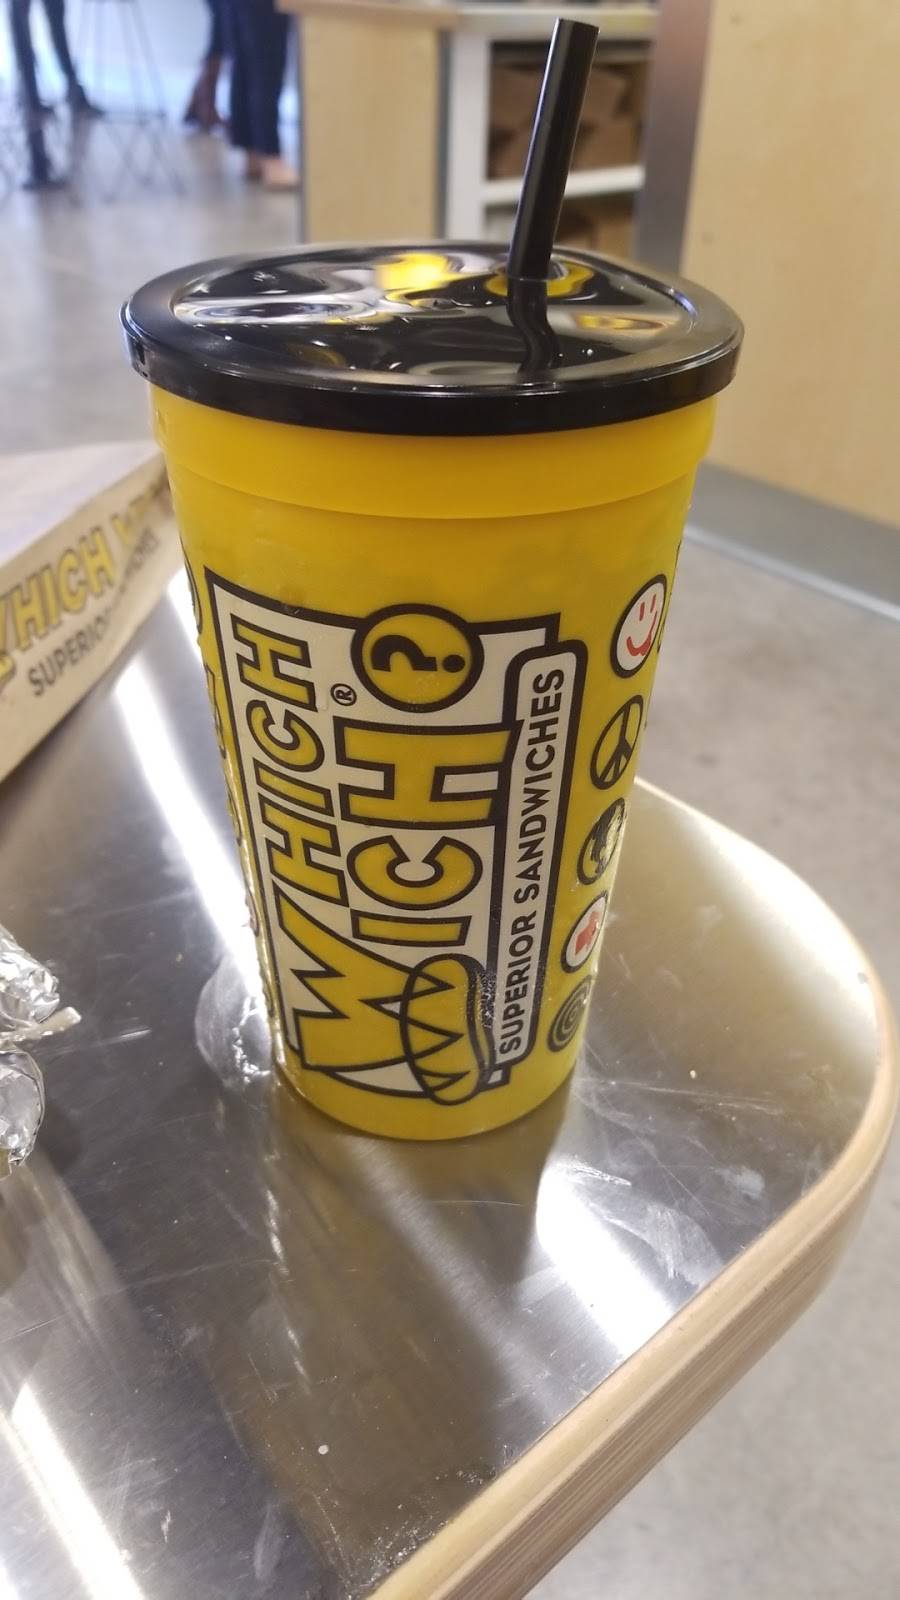 WHICH
WICH®?
SUPERIOR SANDWICHES
WHICH
SUPERIOR